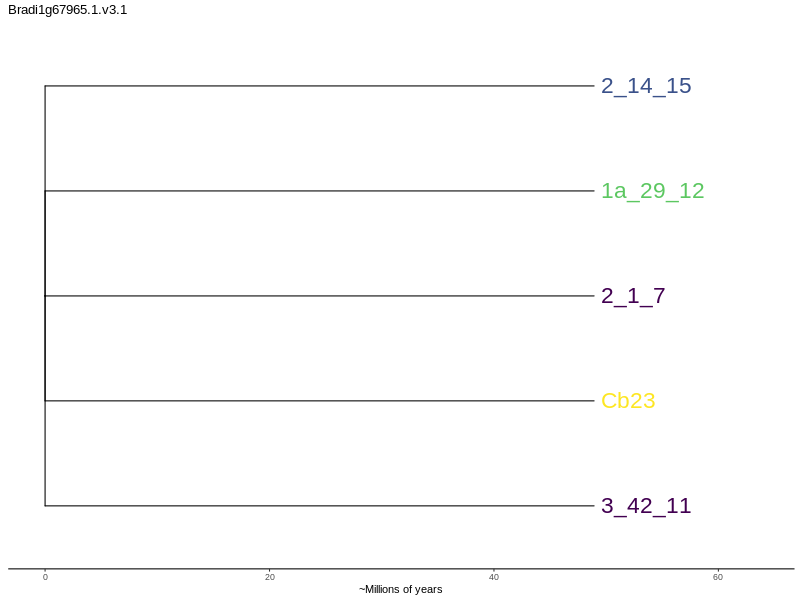 Bradi1g67965.1.v3.1
2_14_15
1a_29_12
2_1_7
Cb23
3_42_11
0 20 40 60
~Millions of years